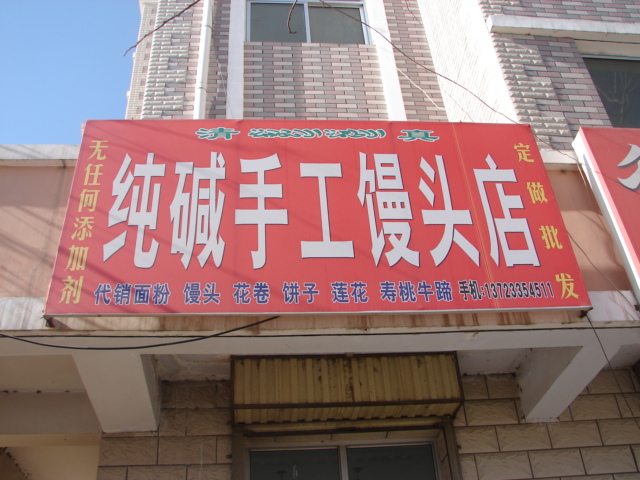 清 真
无任何添加剂
纯碱手工馒头店
定做批发
代销面粉 馒头 花卷 饼子 莲花 寿桃牛蹄 手机:13723354511